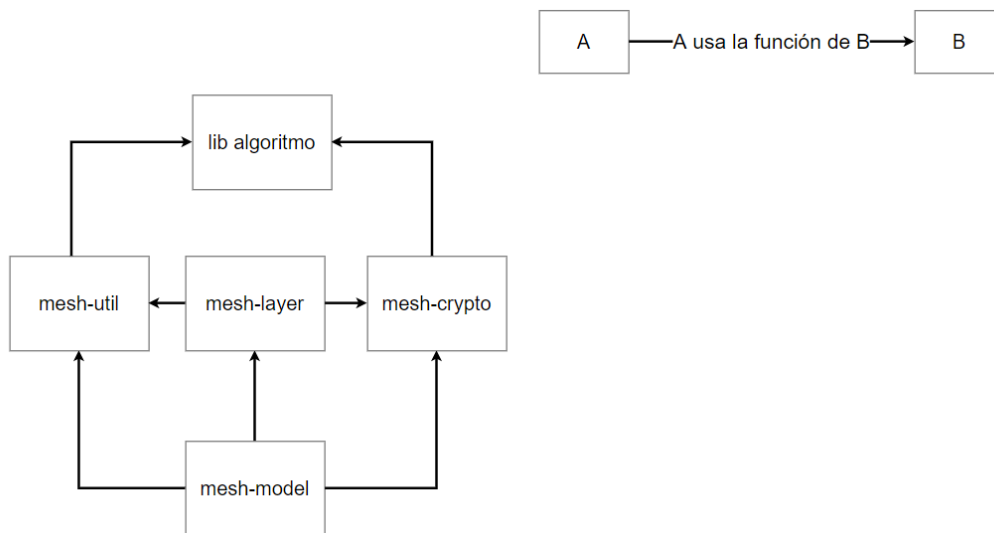 A
A usa la función de B
B
lib algoritmo
mesh-util
mesh-layer
mesh-crypto
mesh-model